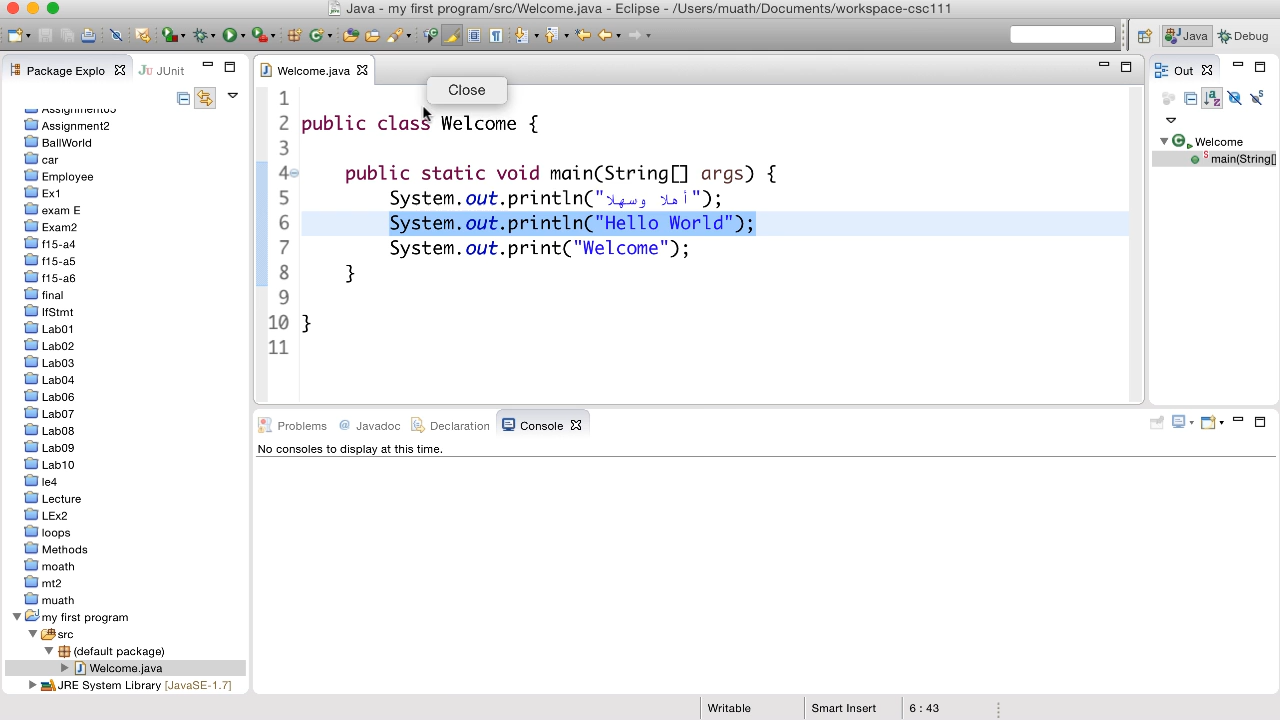 Java - my first program/src/Welcome.java - Eclipse - /Users/muath/Documents/workspace-csc111
Java
Debug
Package Explo
JUnit
Assignment2
BallWorld
car
Employee
Ex1
exam E
Exam2
f15-a4
f15-a5
f15-a6
final
IfStmt
Lab01
Lab02
Lab03
Lab04
Lab06
Lab07
Lab08
Lab09
Lab10
le4
Lecture
LEx2
loops
Methods
moath
mt2
muath
my first program
src
(default package)
Welcome.java
JRE System Library [JavaSE-1.7]
Welcome.java
Close
1
2 public class Welcome {
3
4 public static void main(String[] args) {
5 System.out.println("أهلا وسهلا");
6 System.out.println("Hello World");
7 System.out.print("Welcome");
8 }
9
10 }
11
Out
Welcome
main(String[]
Problems @ Javadoc Declaration Console
No consoles to display at this time.
Writable Smart Insert 6 : 43